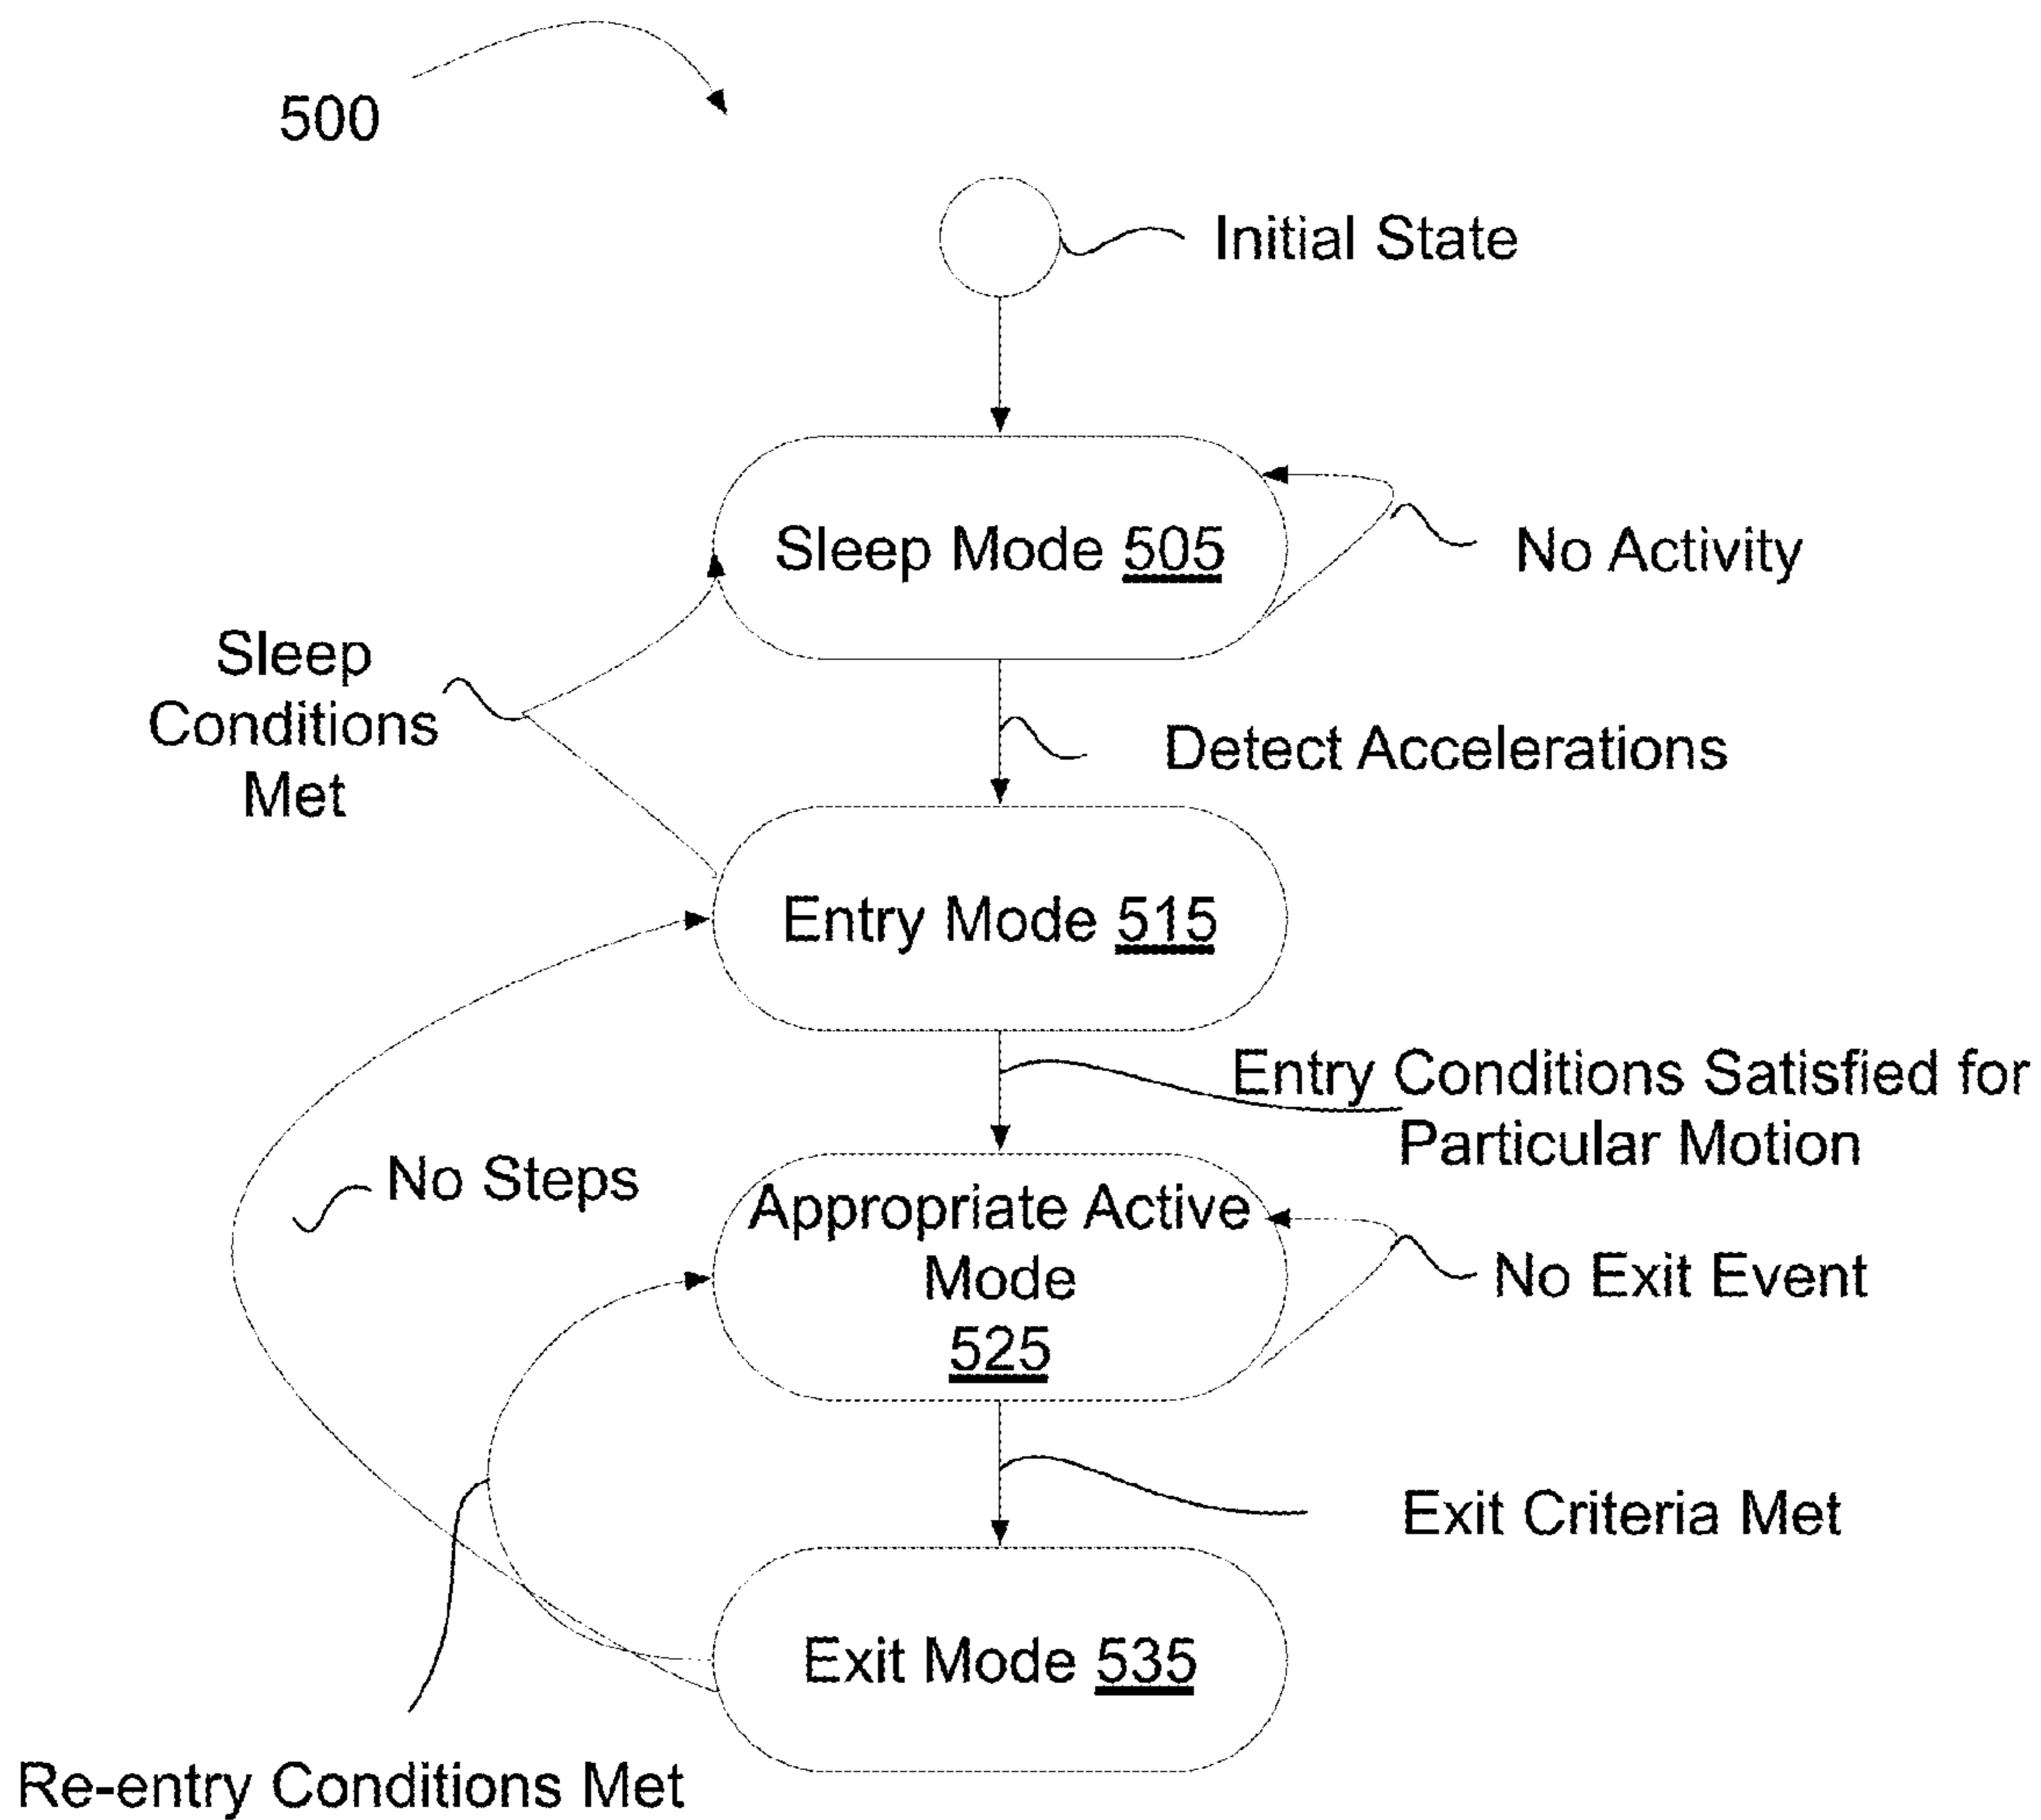 500
Initial State
Sleep Mode 505
No Activity
Sleep
Conditions
Met
Detect Accelerations
Entry Mode 515
Entry Conditions Satisfied for
Particular Motion
No Steps
Appropriate Active
Mode
525
No Exit Event
Exit Criteria Met
Exit Mode 535
Re-entry Conditions Met